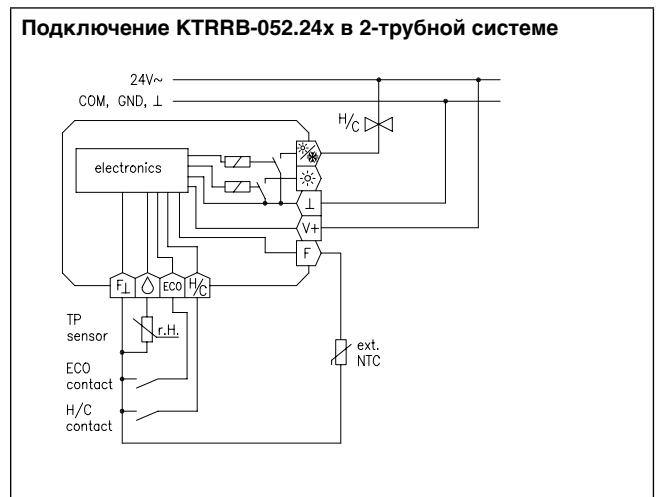 Подключение KTRRB-052.24x в 2-трубной системе
24V~
COM, GND, ⊥
H/C
electronics
⊥
V+
F
F⊥ ECO H/C
TP
sensor
r.H.
ext.
NTC
ECO
contact
H/C
contact